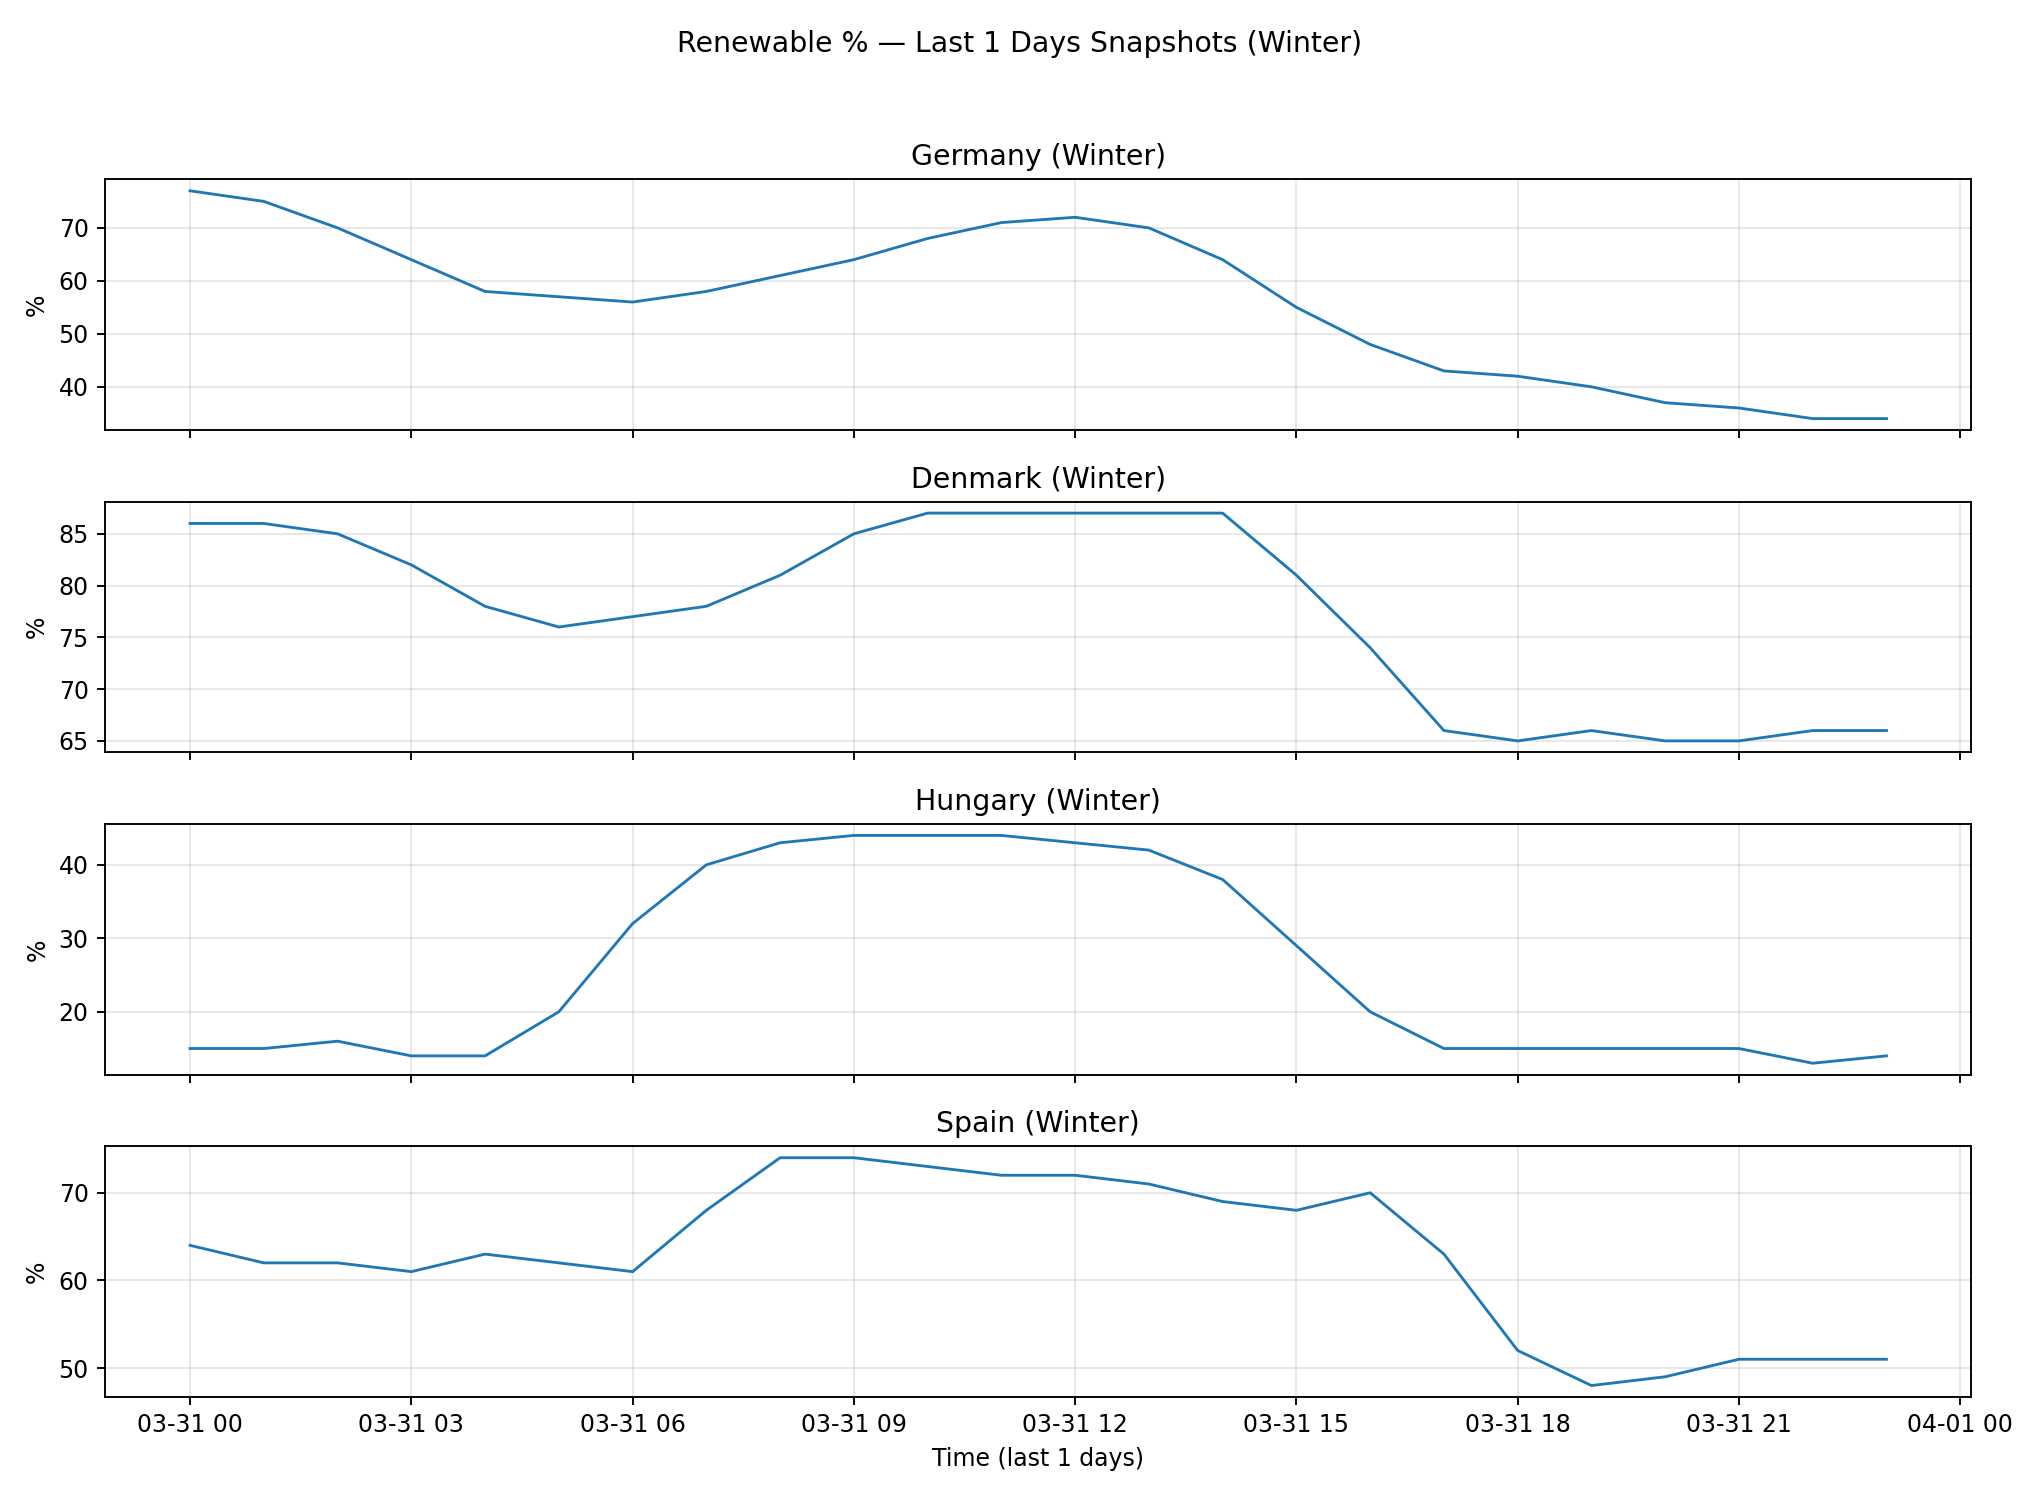 Renewable % — Last 1 Days Snapshots (Winter)
Germany (Winter)
%
70
60
50
40
Denmark (Winter)
%
85
80
75
70
65
Hungary (Winter)
%
40
30
20
Spain (Winter)
%
70
60
50
03-31 00 03-31 03 03-31 06 03-31 09 03-31 12 03-31 15 03-31 18 03-31 21 04-01 00
Time (last 1 days)